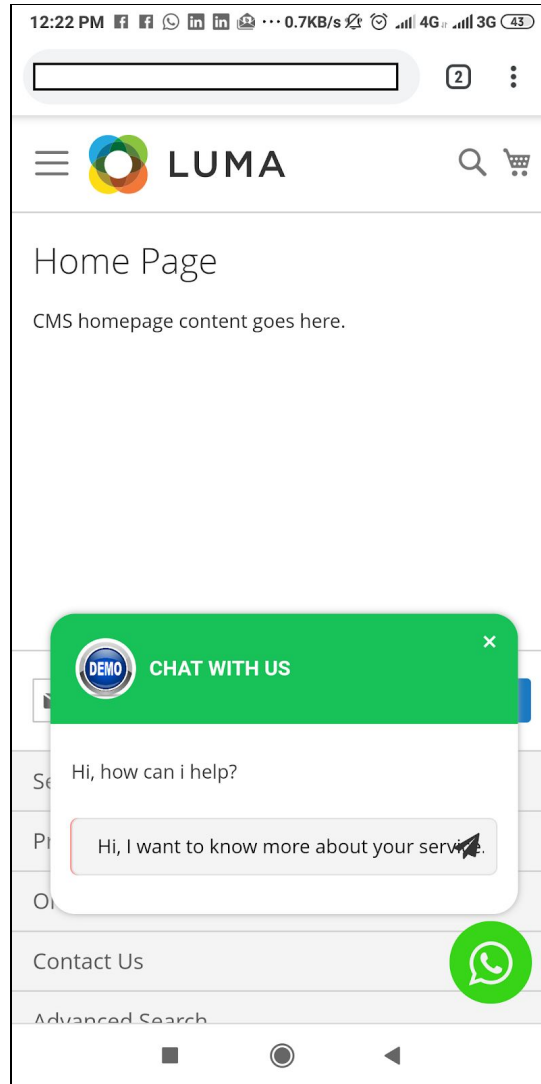 12:22 PM ... 0.7KB/s 4G 3G 43
2
LUMA
Home Page
CMS homepage content goes here.
DEMO CHAT WITH US ×
Hi, how can i help?
Hi, I want to know more about your service.
Contact Us
Advanced Search